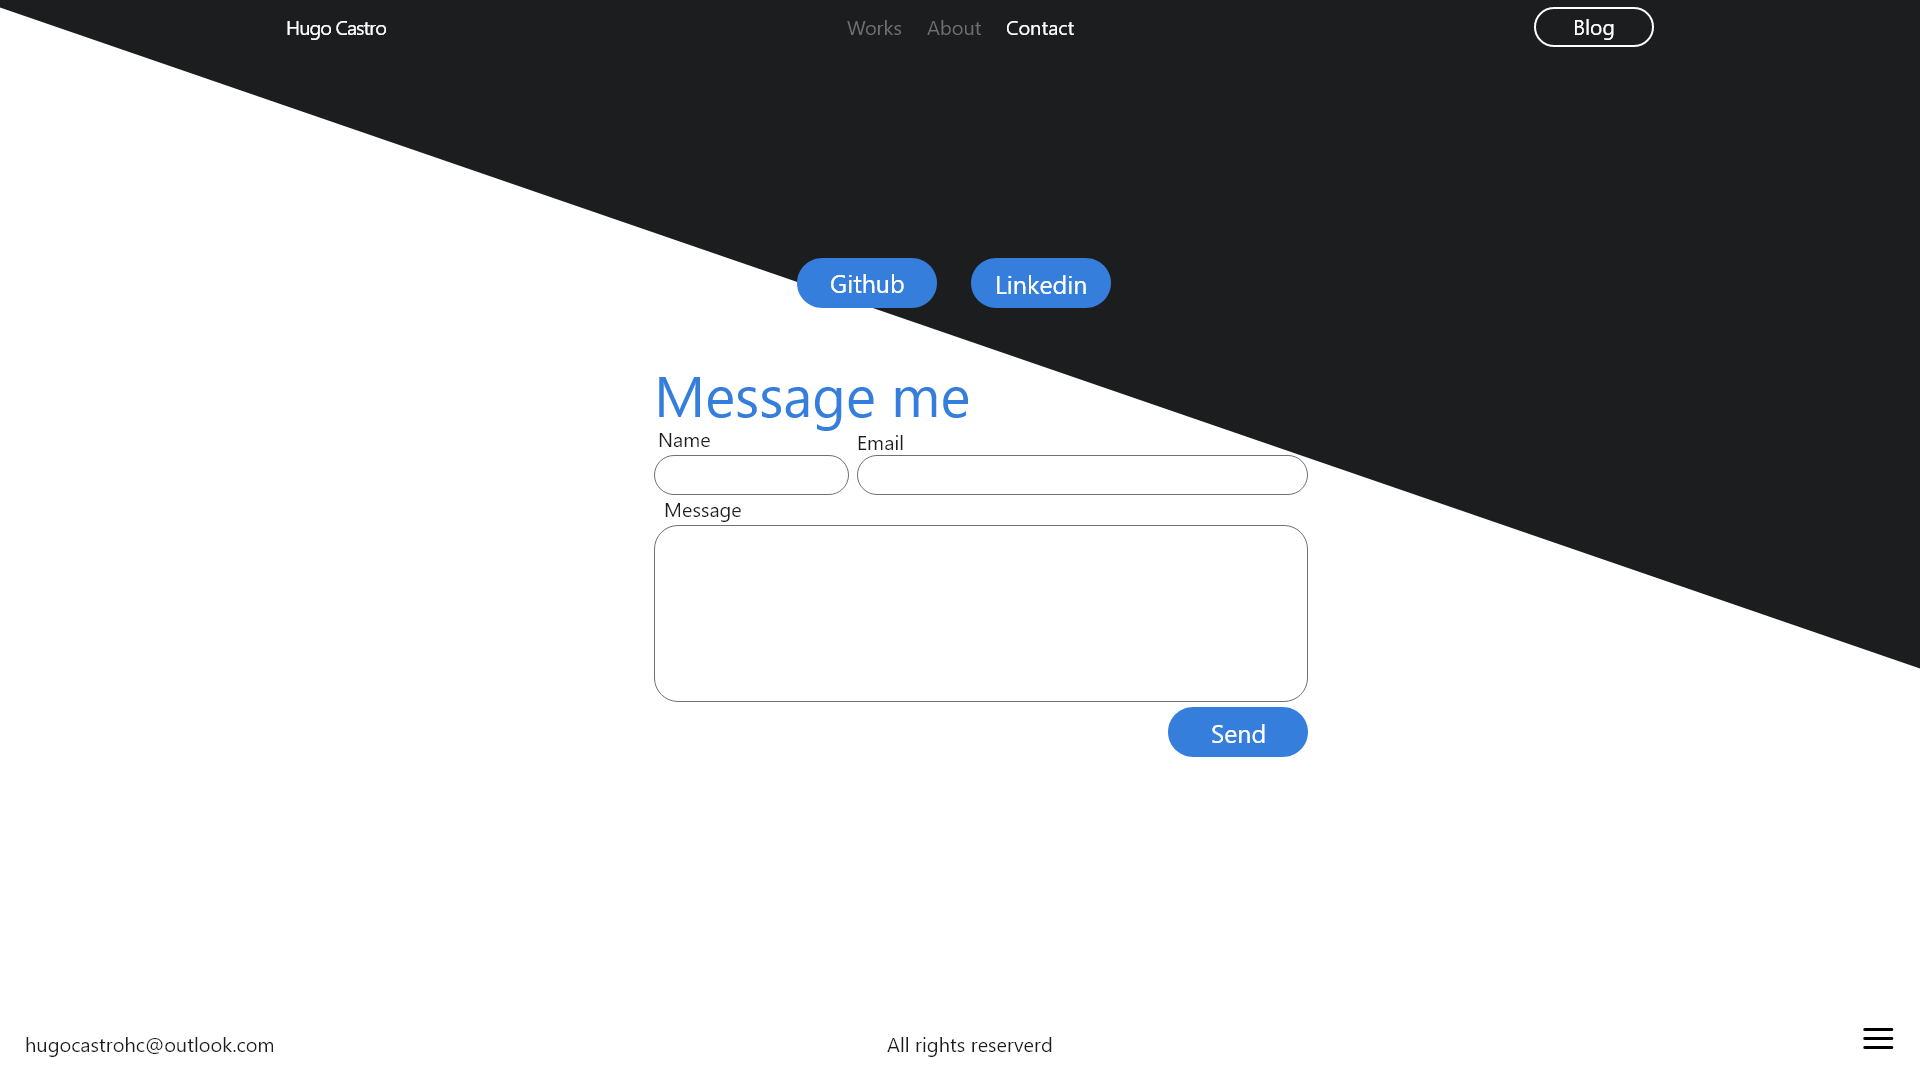 Hugo Castro
Works About Contact
Blog
Github
Linkedin
Message me
Name
Email
Message
Send
hugocastrohc@outlook.com
All rights reserverd